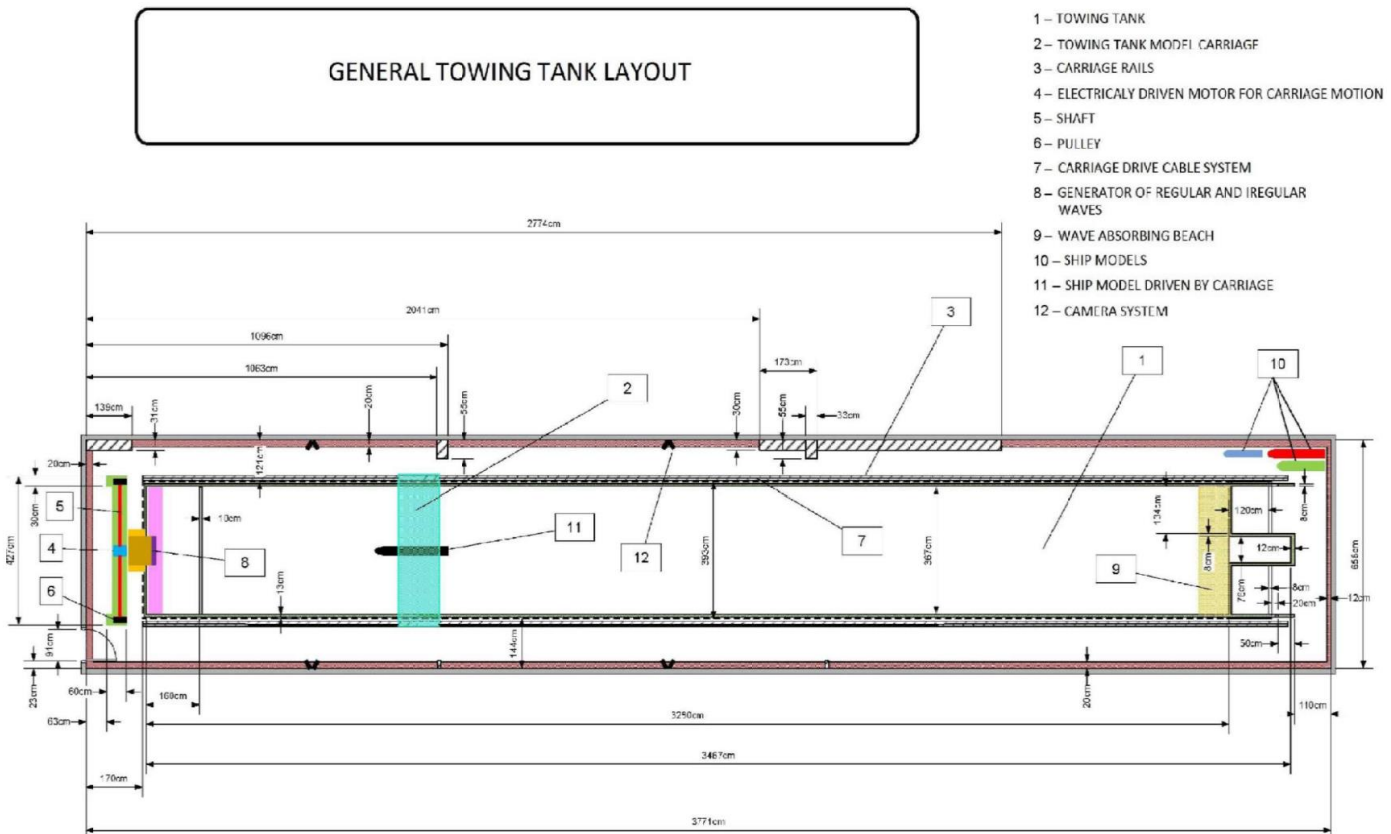 GENERAL TOWING TANK LAYOUT
1 – TOWING TANK
2 – TOWING TANK MODEL CARRIAGE
3 – CARRIAGE RAILS
4 – ELECTRICALY DRIVEN MOTOR FOR CARRIAGE MOTION
5 – SHAFT
6 – PULLEY
7 – CARRIAGE DRIVE CABLE SYSTEM
8 – GENERATOR OF REGULAR AND IREGULAR
WAVES
9 – WAVE ABSORBING BEACH
10 – SHIP MODELS
11 – SHIP MODEL DRIVEN BY CARRIAGE
12 – CAMERA SYSTEM
2774cm
2041cm
3
1096cm
1
173cm
10
1063cm
2
139cm
31cm
20cm
55cm
30cm
55cm
33cm
20cm
121cm
30cm
5
10cm
11
134cm
120cm
8cm
427cm
4
8
12
393cm
7
367cm
9
8cm
12cm
76cm
656cm
6
13cm
8cm
20cm
12cm
91cm
144cm
50cm
23cm
60cm
169cm
20cm
63cm
110cm
170cm
3467cm
3771cm